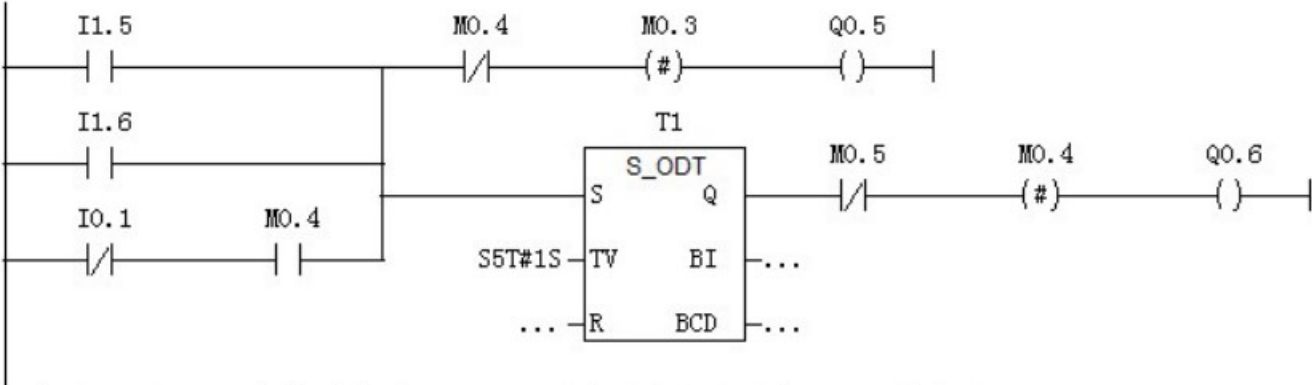 I1.5 M0.4 M0.3 Q0.5
(#) ( )
I1.6 T1
S_ODT M0.5 M0.4 Q0.6
S Q (#) ( )
I0.1 M0.4
S5T#1S TV BI ...
... R BCD ...